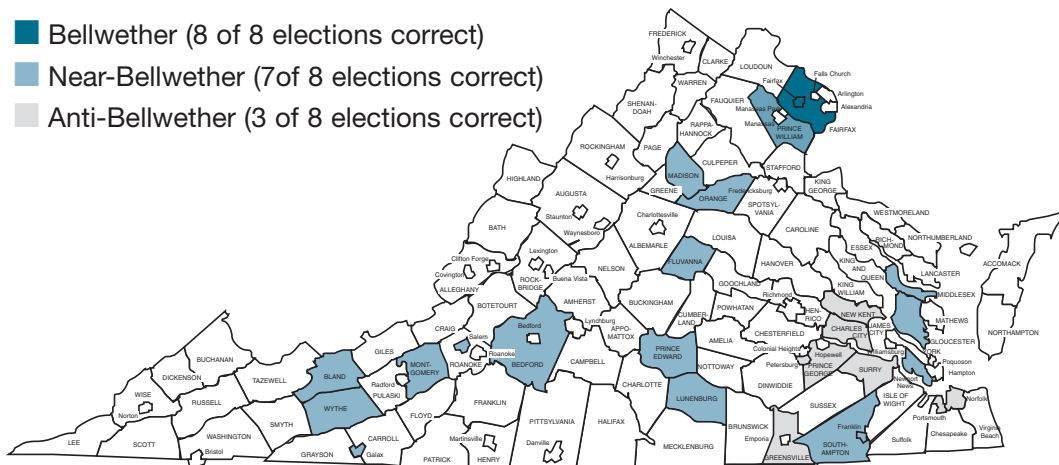 Bellwether (8 of 8 elections correct)
Near-Bellwether (7of 8 elections correct)
Anti-Bellwether (3 of 8 elections correct)
FREDERICK
Winchester
CLARKE
LOUDOUN
Falls Church
Fairfax
Arlington
Alexandria
WARREN
FAUQUIER
Manassas Park
Manassas
PRINCE
WILLIAM
FAIRFAX
SHENAN-
DOAH
RAPPA-
HANNOCK
ROCKINGHAM
PAGE
CULPEPER
STAFFORD
Harrisonburg
MADISON
KING
GEORGE
HIGHLAND
GREENE
ORANGE
Fredericksburg
AUGUSTA
SPOTSYL-
VANIA
WESTMORELAND
Staunton
Charlottesville
CAROLINE
RICH-
MOND
NORTHUMBERLAND
BATH
Waynesboro
ALBEMARLE
LOUISA
ESSEX
ACCOMACK
Lexington
Clifton Forge
Covington
NELSON
FLUVANNA
HANOVER
KING
AND
QUEEN
LANCASTER
ROCK-
BRIDGE
Buena Vista
GOOCHLAND
KING
WILLIAM
ALLEGHANY
MIDDLESEX
BOTETOURT
AMHERST
BUCKINGHAM
CUMBER-
LAND
POWHATAN
Richmond
HEN-
RICO
NEW KENT
MATHEWS
CRAIG
Salem
Bedford
Lynchburg
APPO-
MATTOX
CHESTERFIELD
CHARLES
CITY
JAMES
CITY
GLOUCESTER
NORTHAMPTON
GILES
AMELIA
Colonial Heights
Williamsburg
YORK
BUCHANAN
Roanoke
ROANOKE
BEDFORD
CAMPBELL
PRINCE
EDWARD
NOTTOWAY
Petersburg
Hopewell
PRINCE
GEORGE
SURRY
Poquoson
Hampton
DICKENSON
TAZEWELL
BLAND
MONT-
GOMERY
Radford
PULASKI
CHARLOTTE
DINWIDDIE
Newport
News
WISE
Norton
RUSSELL
WYTHE
FRANKLIN
LUNENBURG
SUSSEX
ISLE OF
WIGHT
Norfolk
Portsmouth
SMYTH
FLOYD
PITTSYLVANIA
HALIFAX
BRUNSWICK
Franklin
WASHINGTON
CARROLL
Martinsville
Emporia
Suffolk
Chesapeake
Virginia
Beach
LEE
SCOTT
Bristol
GRAYSON
Galax
PATRICK
HENRY
Danville
MECKLENBURG
GREENSVILLE
SOUTH-
AMPTON